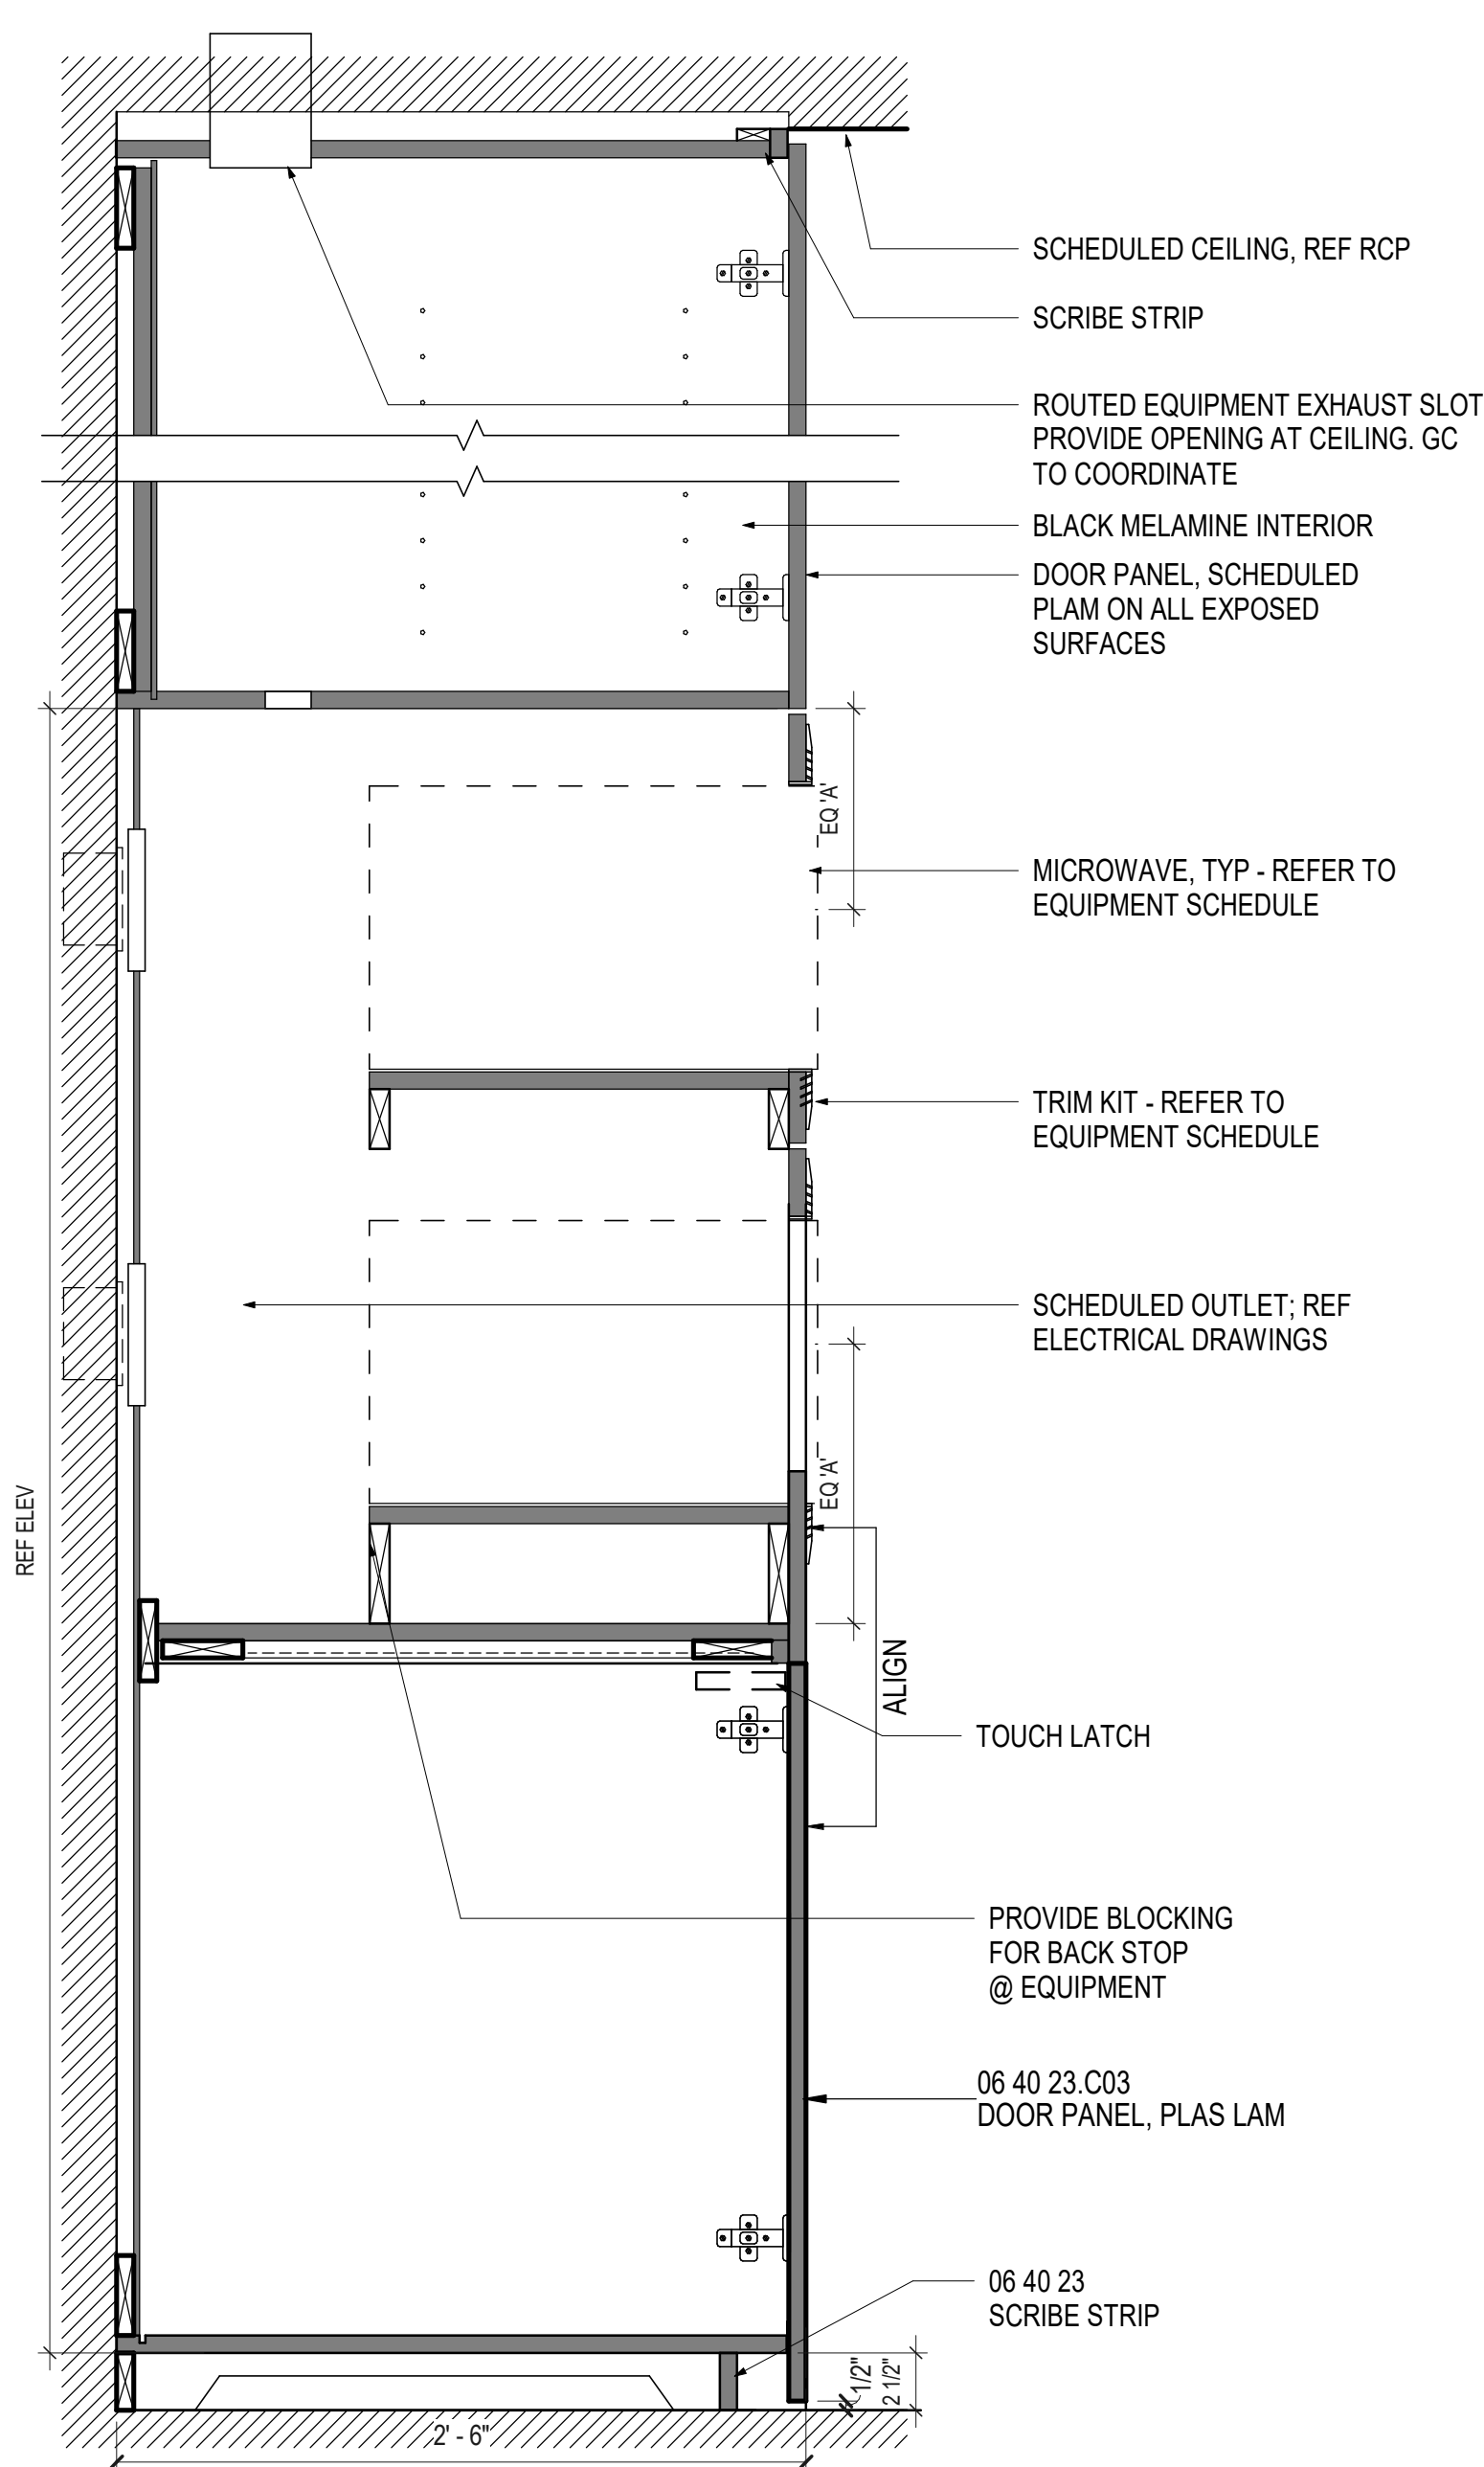 SCHEDULED CEILING, REF RCP
SCRIBE STRIP
ROUTED EQUIPMENT EXHAUST SLOT
PROVIDE OPENING AT CEILING. GC
TO COORDINATE
BLACK MELAMINE INTERIOR
DOOR PANEL, SCHEDULED
PLAM ON ALL EXPOSED
SURFACES
EQ 'A'
MICROWAVE, TYP - REFER TO
EQUIPMENT SCHEDULE
TRIM KIT - REFER TO
EQUIPMENT SCHEDULE
SCHEDULED OUTLET; REF
ELECTRICAL DRAWINGS
EQ 'A'
REF ELEV
ALIGN
TOUCH LATCH
PROVIDE BLOCKING
FOR BACK STOP
@ EQUIPMENT
06 40 23.C03
DOOR PANEL, PLAS LAM
06 40 23
SCRIBE STRIP
1/2"
2 1/2"
2' - 6"